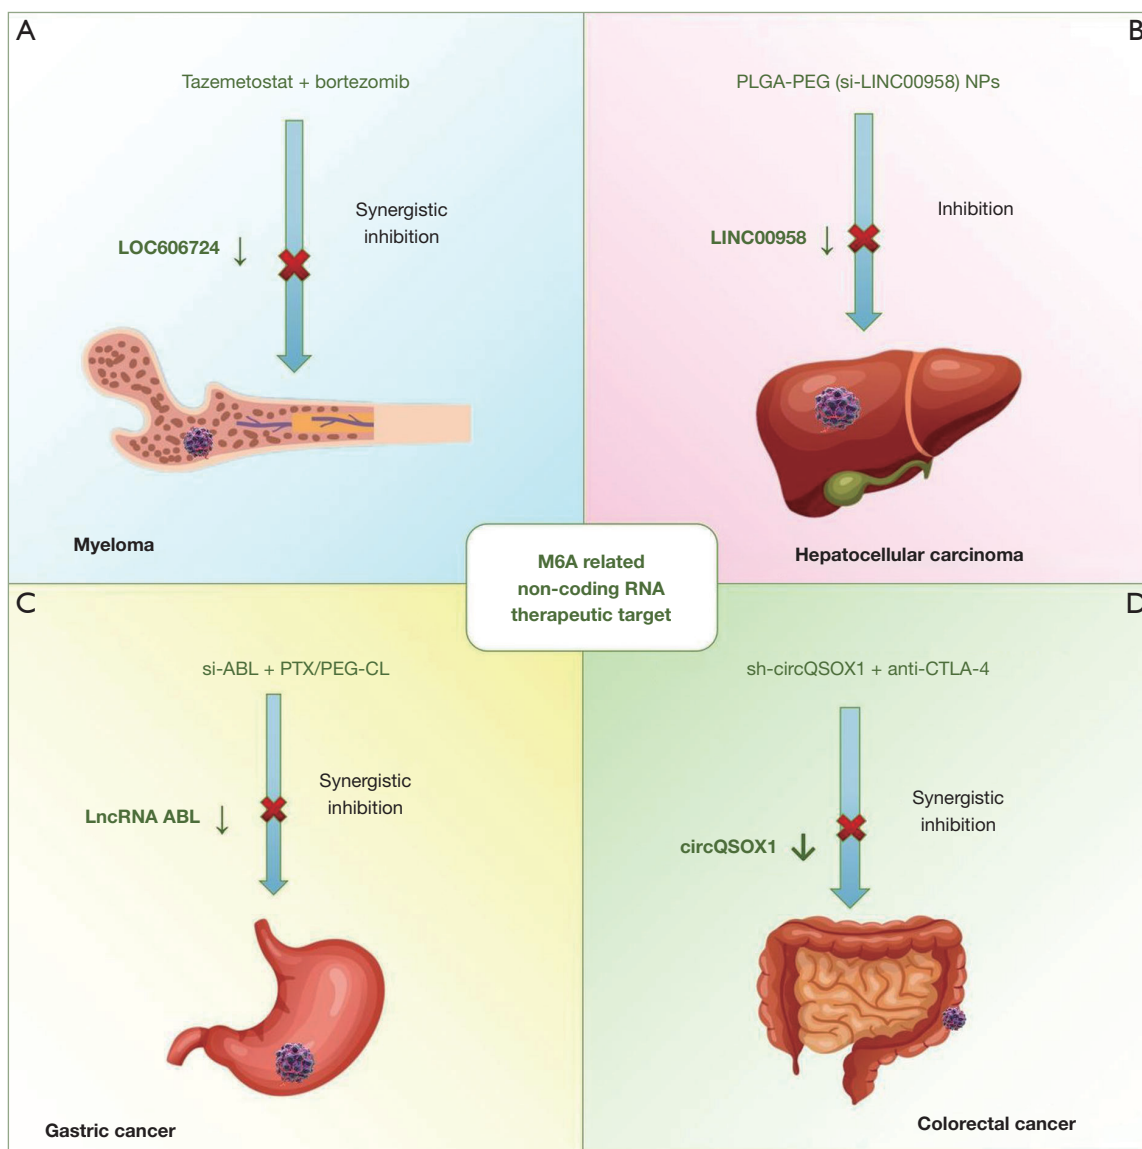 A
Tazemetostat + bortezomib
Synergistic
inhibition
LOC606724 ↓
Myeloma
B
PLGA-PEG (si-LINC00958) NPs
Inhibition
LINC00958 ↓
Hepatocellular carcinoma
M6A related
non-coding RNA
therapeutic target
C
si-ABL + PTX/PEG-CL
Synergistic
inhibition
LncRNA ABL ↓
Gastric cancer
D
sh-circQSOX1 + anti-CTLA-4
Synergistic
inhibition
circQSOX1 ↓
Colorectal cancer